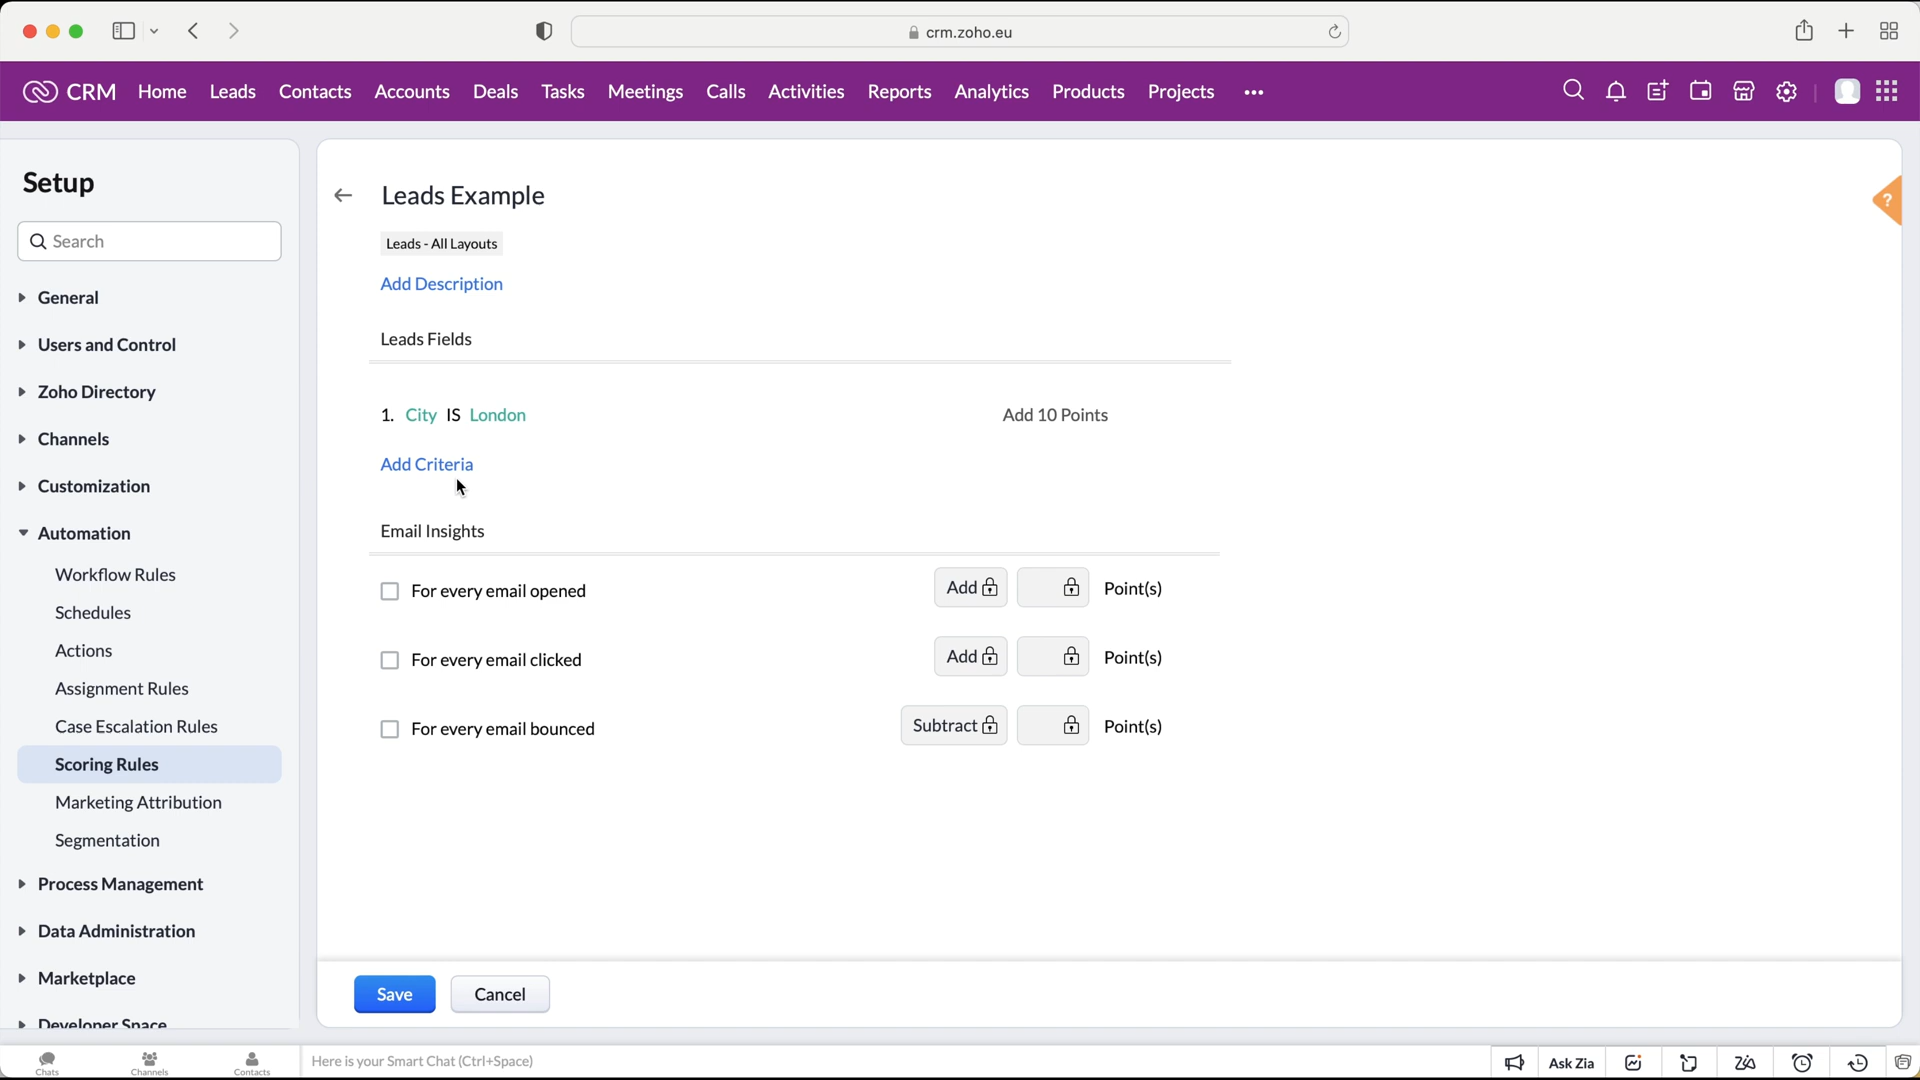 crm.zoho.eu
CRM Home Leads Contacts Accounts Deals Tasks Meetings Calls Activities Reports Analytics Products Projects
Setup
Search
General
Users and Control
Zoho Directory
Channels
Customization
Automation
Workflow Rules
Schedules
Actions
Assignment Rules
Case Escalation Rules
Scoring Rules
Marketing Attribution
Segmentation
Process Management
Data Administration
Marketplace
Developer Space
Leads Example
?
Leads - All Layouts
Add Description
Leads Fields
1. City IS London Add 10 Points
Add Criteria
Email Insights
For every email opened Add Point(s)
For every email clicked Add Point(s)
For every email bounced Subtract Point(s)
Save Cancel
Chats Channels Contacts Here is your Smart Chat (Ctrl+Space) Ask Zia